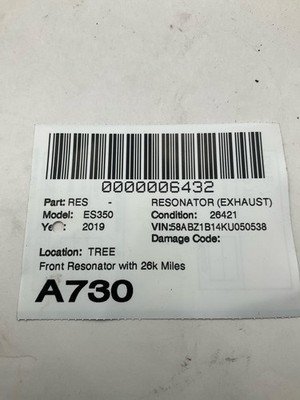 0000006432
Part: RES - RESONATOR (EXHAUST)
Model: ES350 Condition: 26421
Year: 2019 VIN:58ABZ1B14KU050538
Damage Code:
Location: TREE
Front Resonator with 26k Miles
A730